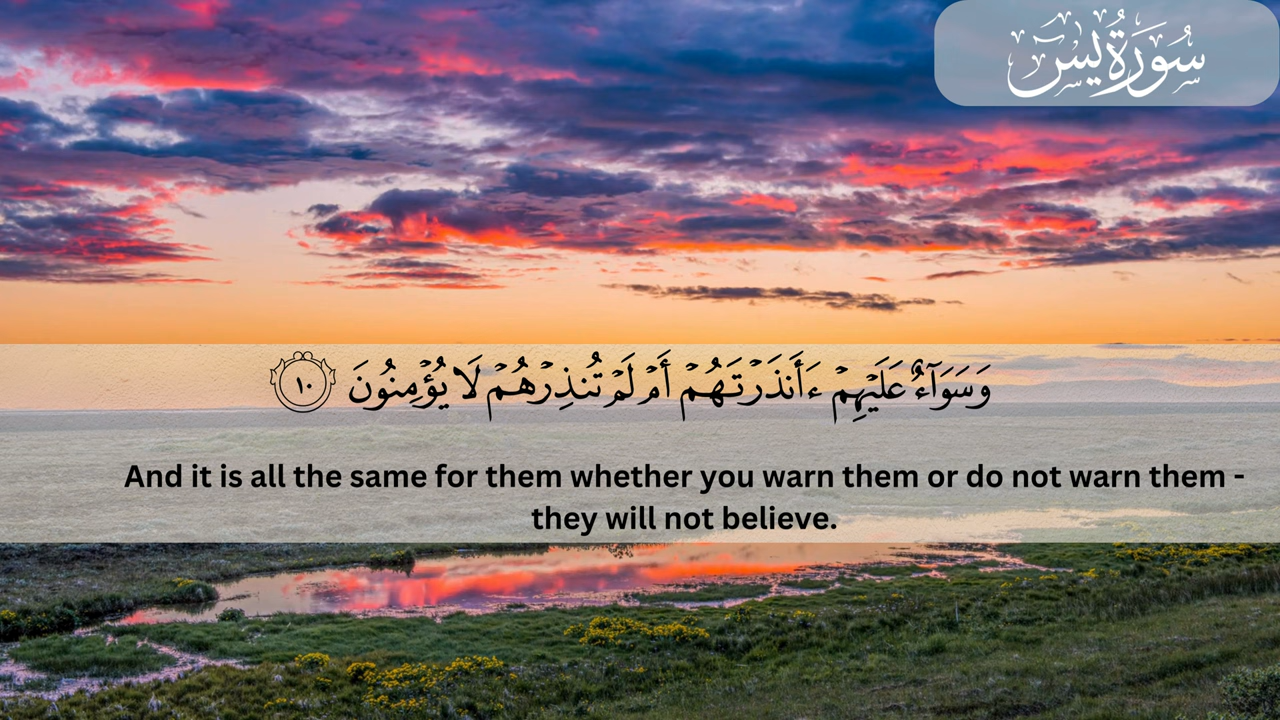 سُورَةُ يسٓ
وَسَوَآءٌ عَلَيْهِمْ ءَأَنذَرْتَهُمْ أَمْ لَمْ تُنذِرْهُمْ لَا يُؤْمِنُونَ ١٠
And it is all the same for them whether you warn them or do not warn them -
they will not believe.